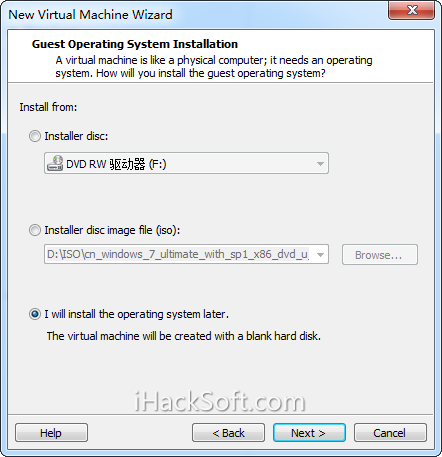 New Virtual Machine Wizard
Guest Operating System Installation
A virtual machine is like a physical computer; it needs an operating
system. How will you install the guest operating system?
Install from:
Installer disc:
DVD RW 驱动器 (F:)
Installer disc image file (iso):
D:\ISO\cn_windows_7_ultimate_with_sp1_x86_dvd_u_
Browse...
I will install the operating system later.
The virtual machine will be created with a blank hard disk.
iHackSoft.com
Help
< Back
Next >
Cancel